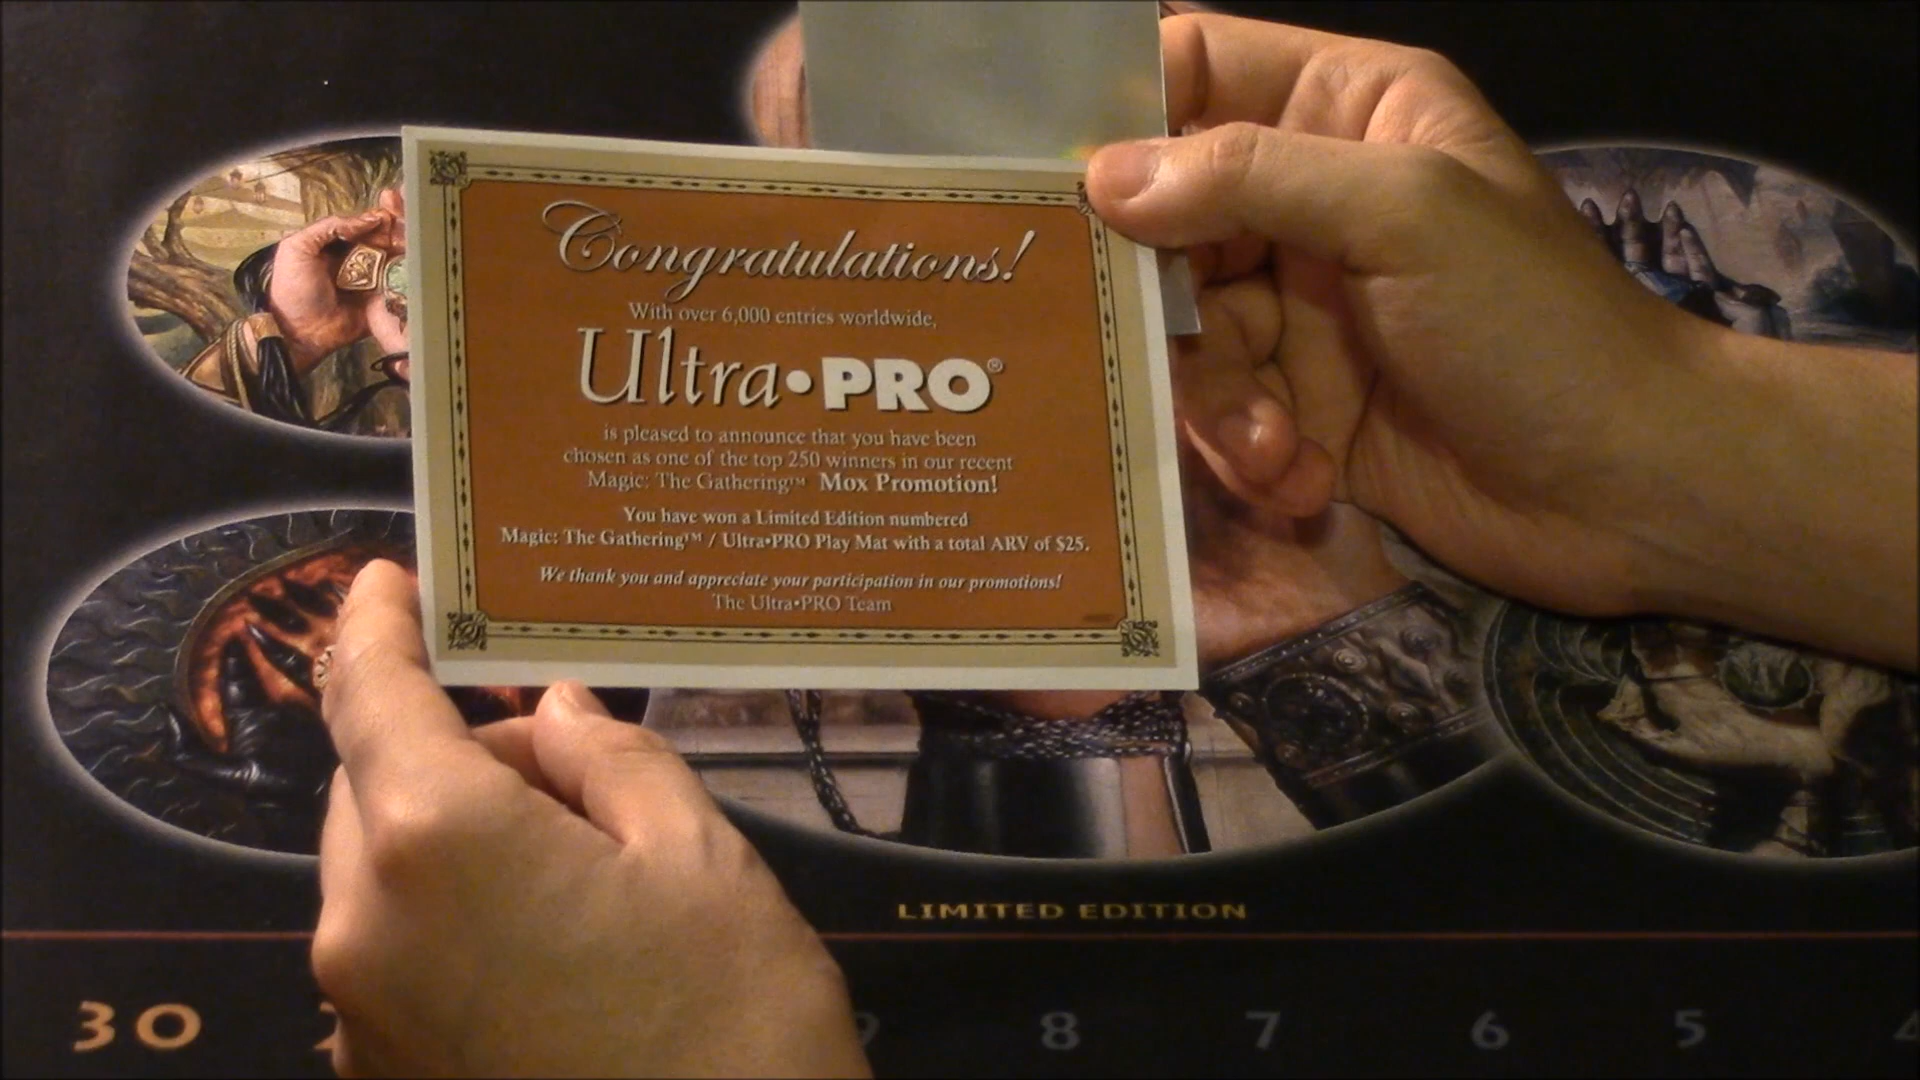 Congratulations!
With over 6,000 entries worldwide,
Ultra•PRO®
is pleased to announce that you have been
chosen as one of the top 250 winners in our recent
Magic: The Gathering™ Mox Promotion!
You have won a Limited Edition numbered
Magic: The Gathering™ / Ultra•PRO Play Mat with a total ARV of $25.
We thank you and appreciate your participation in our promotions!
The Ultra•PRO Team
LIMITED EDITION
30 2 9 8 7 6 5 4